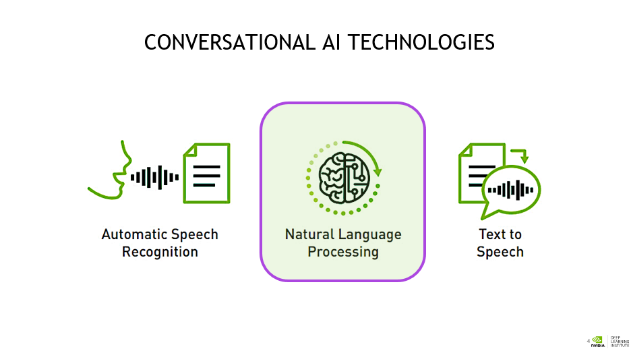 CONVERSATIONAL AI TECHNOLOGIES
Automatic Speech
Recognition
Natural Language
Processing
Text to
Speech
NVIDIA
DEEP
LEARNING
INSTITUTE